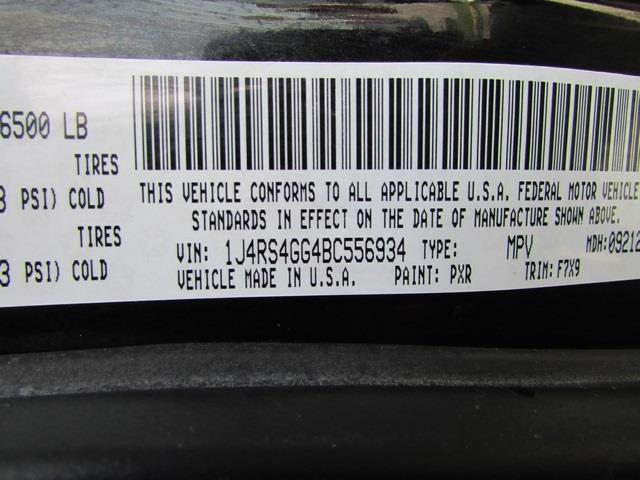 6500 LB
TIRES
3 PSI) COLD
TIRES
3 PSI) COLD
THIS VEHICLE CONFORMS TO ALL APPLICABLE U.S.A. FEDERAL MOTOR VEHICLE
STANDARDS IN EFFECT ON THE DATE OF MANUFACTURE SHOWN ABOVE.
VIN: 1J4RS4GG4BC556934 TYPE: MPV MDH:09212
VEHICLE MADE IN U.S.A. PAINT: PXR TRIM:F7X9